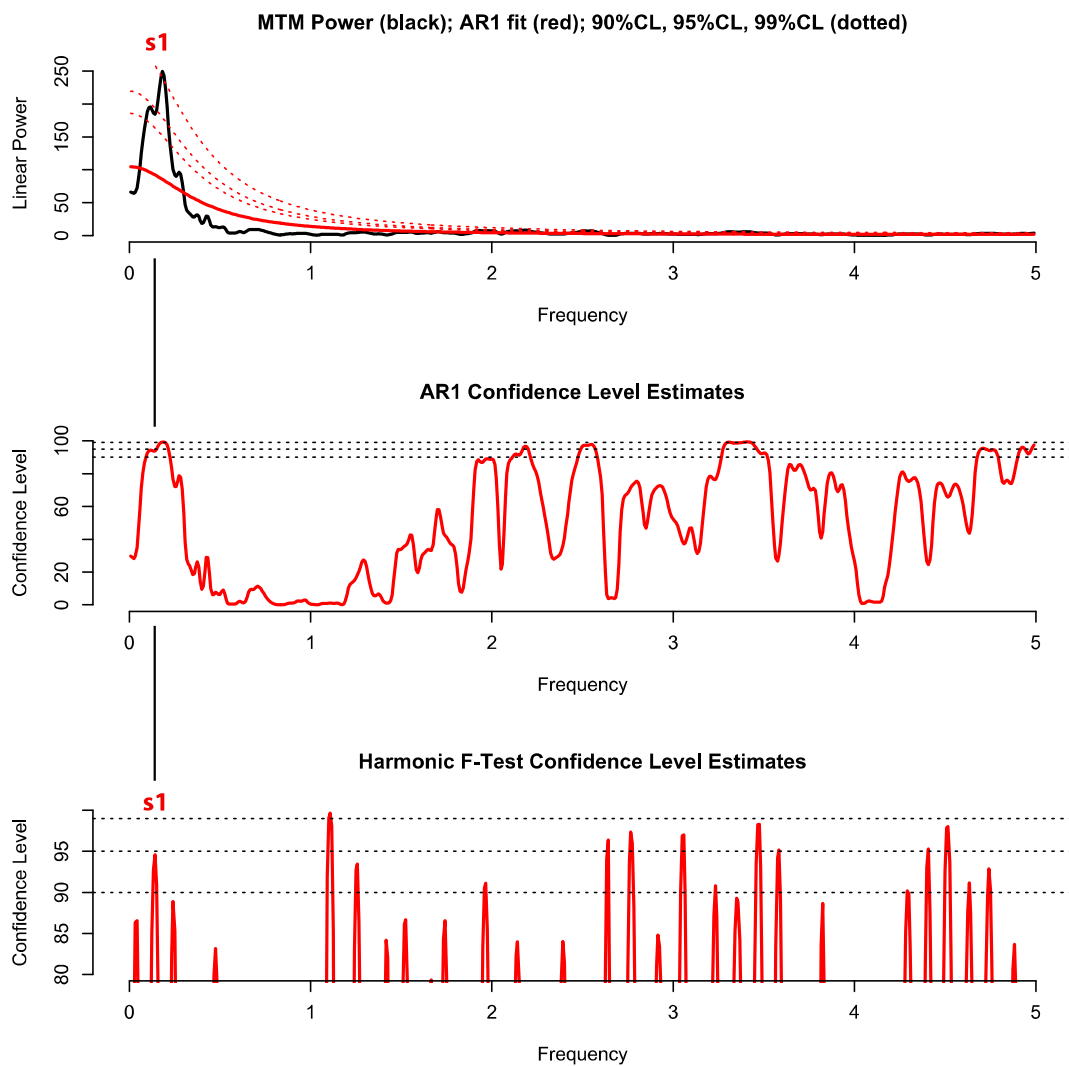 MTM Power (black); AR1 fit (red); 90%CL, 95%CL, 99%CL (dotted)
s1
Linear Power
250
150
50
0
0 1 2 3 4 5
Frequency
AR1 Confidence Level Estimates
Confidence Level
100
60
20
0
0 1 2 3 4 5
Frequency
Harmonic F-Test Confidence Level Estimates
s1
Confidence Level
95
90
85
80
0 1 2 3 4 5
Frequency